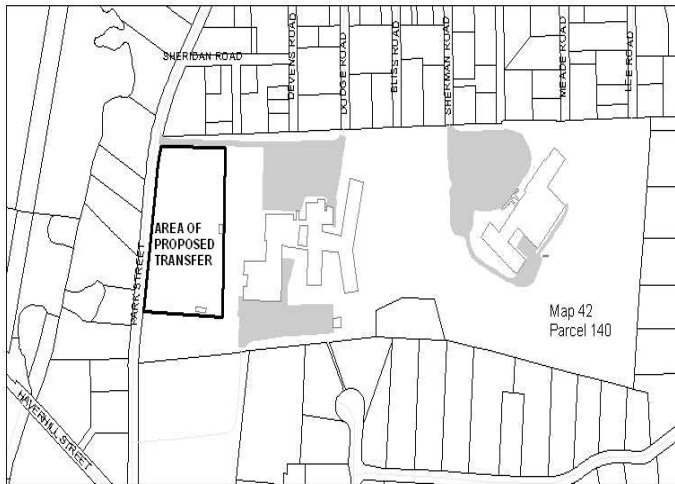 SHERIDAN ROAD
DEVENS ROAD
DODGE ROAD
BLISS ROAD
SHERMAN ROAD
MEADE ROAD
LEE ROAD
AREA OF
PROPOSED
TRANSFER
PARK STREET
Map 42
Parcel 140
HAVERHILL STREET